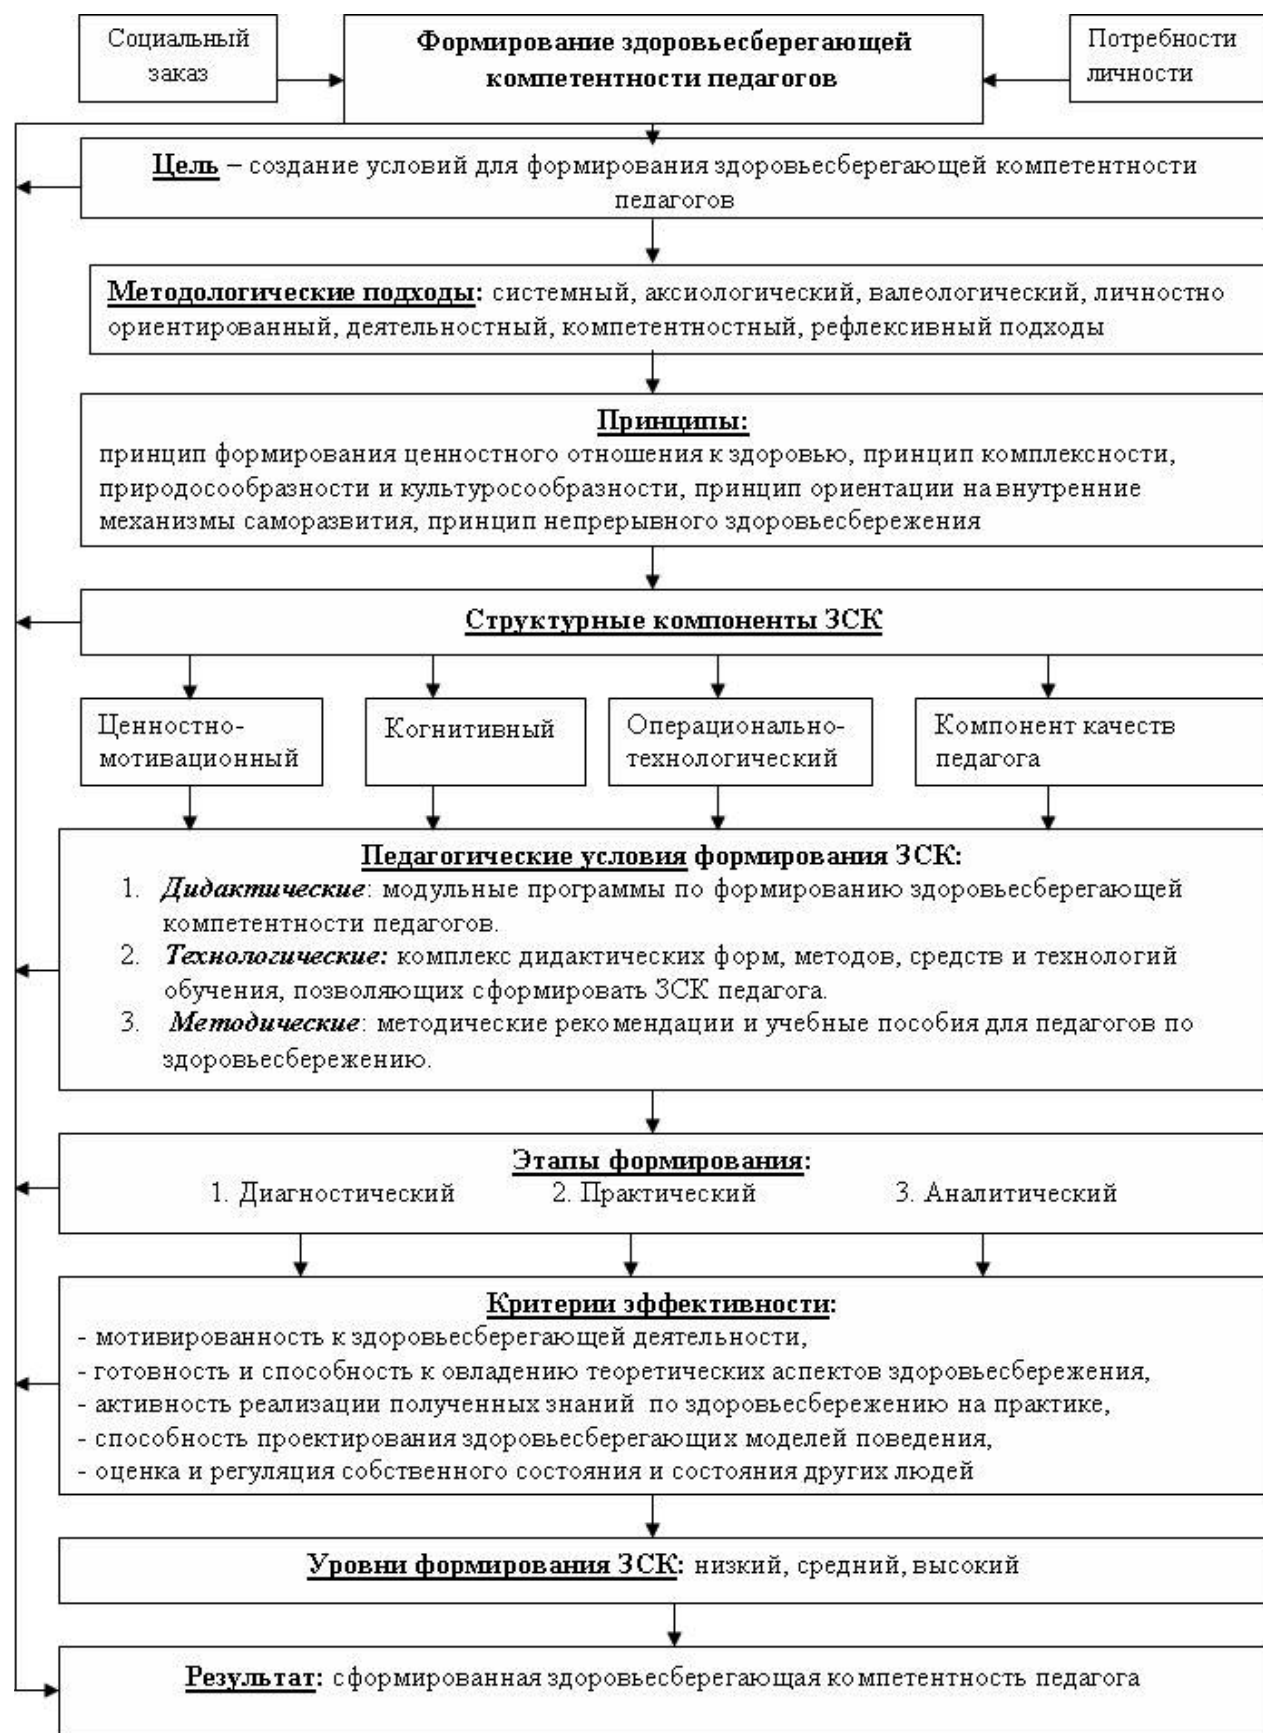 Социальный
заказ
Формирование здоровьесберегающей
компетентности педагогов
Потребности
личности
Цель – создание условий для формирования здоровьесберегающей компетентности
педагогов
Методологические подходы: системный, аксиологический, валеологический, личностно
ориентированный, деятельностный, компетентностный, рефлексивный подходы
Принципы:
принцип формирования ценностного отношения к здоровью, принцип комплексности,
природосообразности и культуросообразности, принцип ориентации на внутренние
механизмы саморазвития, принцип непрерывного здоровьесбережения
Структурные компоненты ЗСК
Ценностно-
мотивационный
Когнитивный
Операционально-
технологический
Компонент качеств
педагога
Педагогические условия формирования ЗСК:
1. Дидактические: модульные программы по формированию здоровьесберегающей
компетентности педагогов.
2. Технологические: комплекс дидактических форм, методов, средств и технологий
обучения, позволяющих сформировать ЗСК педагога.
3. Методические: методические рекомендации и учебные пособия для педагогов по
здоровьесбережению.
Этапы формирования:
1. Диагностический 2. Практический 3. Аналитический
Критерии эффективности:
- мотивированность к здоровьесберегающей деятельности,
- готовность и способность к овладению теоретических аспектов здоровьесбережения,
- активность реализации полученных знаний по здоровьесбережению на практике,
- способность проектирования здоровьесберегающих моделей поведения,
- оценка и регуляция собственного состояния и состояния других людей
Уровни формирования ЗСК: низкий, средний, высокий
Результат: сформированная здоровьесберегающая компетентность педагога